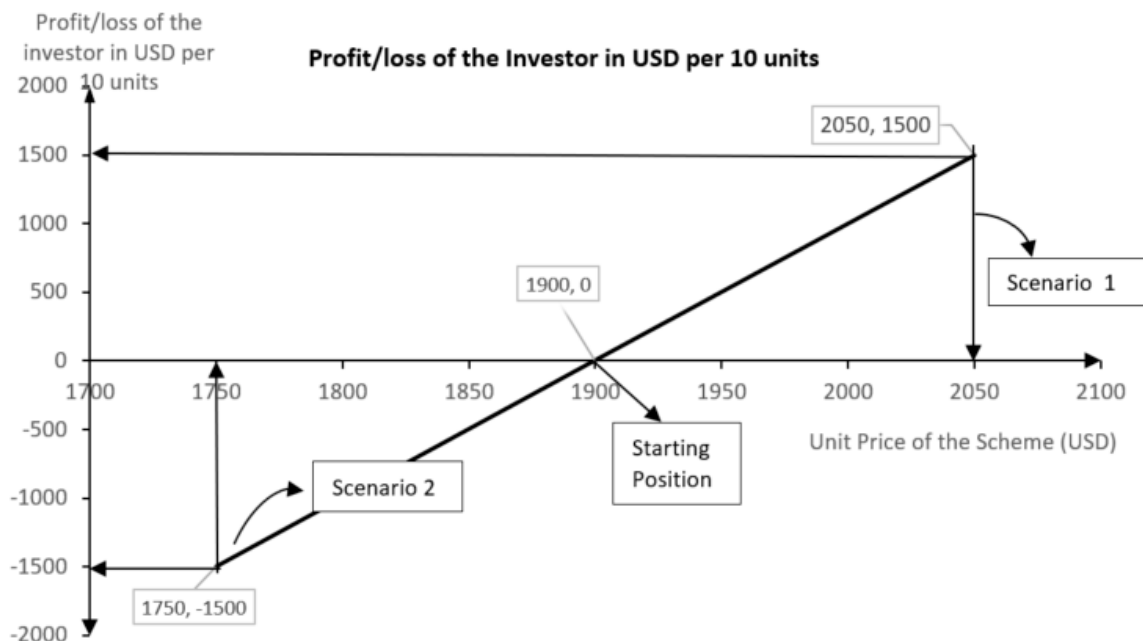 Profit/loss of the
investor in USD per
10 units
Profit/loss of the Investor in USD per 10 units
2000
2050, 1500
1500
1000
Scenario 1
1900, 0
500
0
1700 1750 1800 1850 1900 1950 2000 2050 2100
-500
Unit Price of the Scheme (USD)
Starting
Position
Scenario 2
-1000
-1500
1750, -1500
-2000